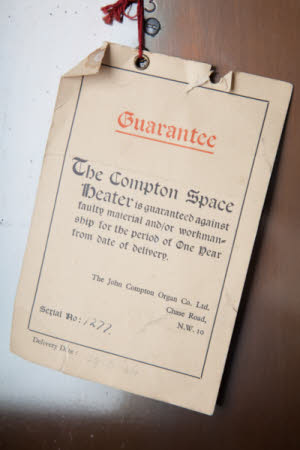 Guarantee
The Compton Space
Heater is guaranteed against
faulty material and/or workman-
ship for the period of One Year
from date of delivery.
The John Compton Organ Co. Ltd.
Chase Road,
N.W. 10
Serial No: 1277.
Delivery Date: